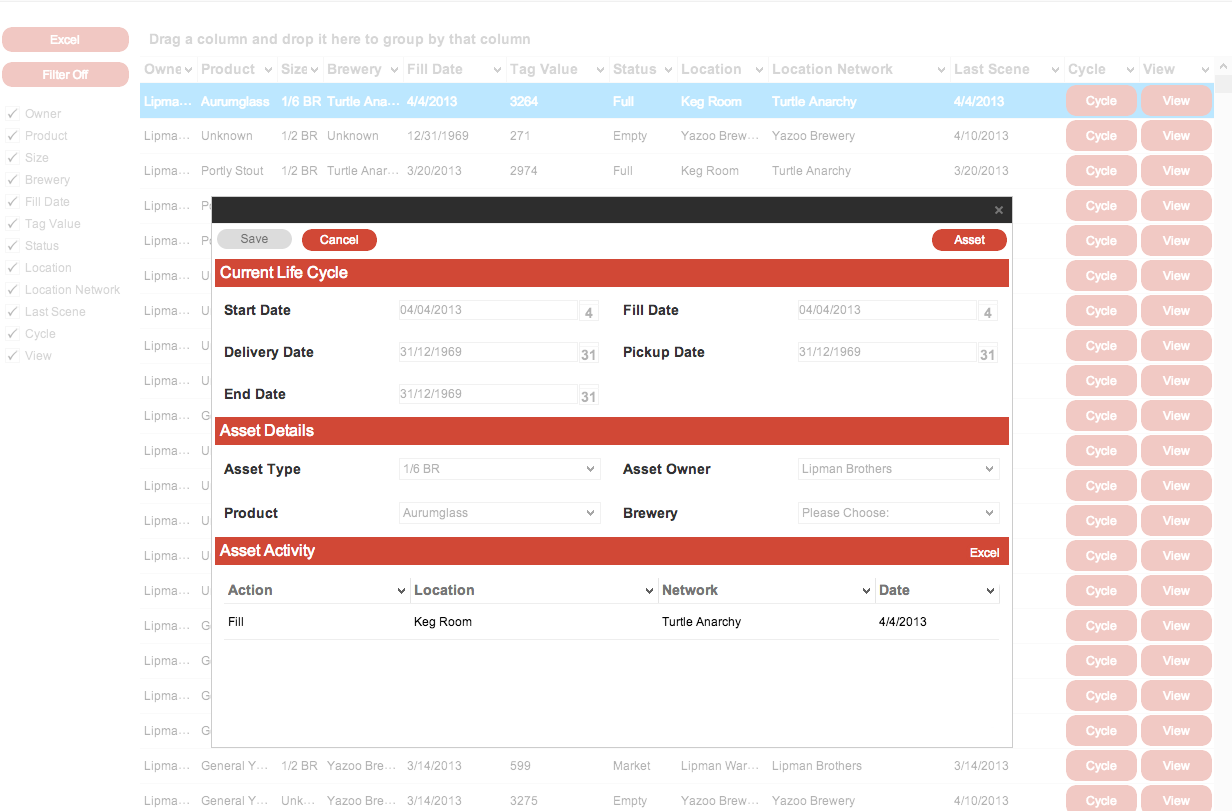 Excel
Drag a column and drop it here to group by that column
Filter Off
Owne Product Size Brewery Fill Date Tag Value Status Location Location Network Last Scene Cycle View
Lipma... Aurumglass 1/6 BR Turtle Ana... 4/4/2013 3264 Full Keg Room Turtle Anarchy 4/4/2013 Cycle View
Lipma... Unknown 1/2 BR Unknown 12/31/1969 271 Empty Yazoo Brew... Yazoo Brewery 4/10/2013 Cycle View
Lipma... Portly Stout 1/2 BR Turtle Anar... 3/20/2013 2974 Full Keg Room Turtle Anarchy 3/20/2013 Cycle View
Owner
Product
Size
Brewery
Fill Date
Tag Value
Status
Location
Location Network
Last Scene
Cycle
View
Lipma... P Cycle View
Lipma... P Cycle View
Lipma... U Cycle View
Lipma... U Cycle View
Lipma... U Cycle View
Lipma... U Cycle View
Lipma... G Cycle View
Lipma... U Cycle View
Lipma... U Cycle View
Lipma... U Cycle View
Lipma... U Cycle View
Lipma... U Cycle View
Lipma... G Cycle View
Lipma... G Cycle View
Lipma... G Cycle View
Lipma... G Cycle View
×
Save Cancel Asset
Current Life Cycle
Start Date 04/04/2013 4 Fill Date 04/04/2013 4
Delivery Date 31/12/1969 31 Pickup Date 31/12/1969 31
End Date 31/12/1969 31
Asset Details
Asset Type 1/6 BR Asset Owner Lipman Brothers
Product Aurumglass Brewery Please Choose:
Asset Activity Excel
Action Location Network Date
Fill Keg Room Turtle Anarchy 4/4/2013
Lipma... General Y... 1/2 BR Yazoo Bre... 3/14/2013 599 Market Lipman War... Lipman Brothers 3/14/2013 Cycle View
Lipma... General Y... Unk... Yazoo Bre... 3/14/2013 3275 Empty Yazoo Brew... Yazoo Brewery 4/10/2013 Cycle View